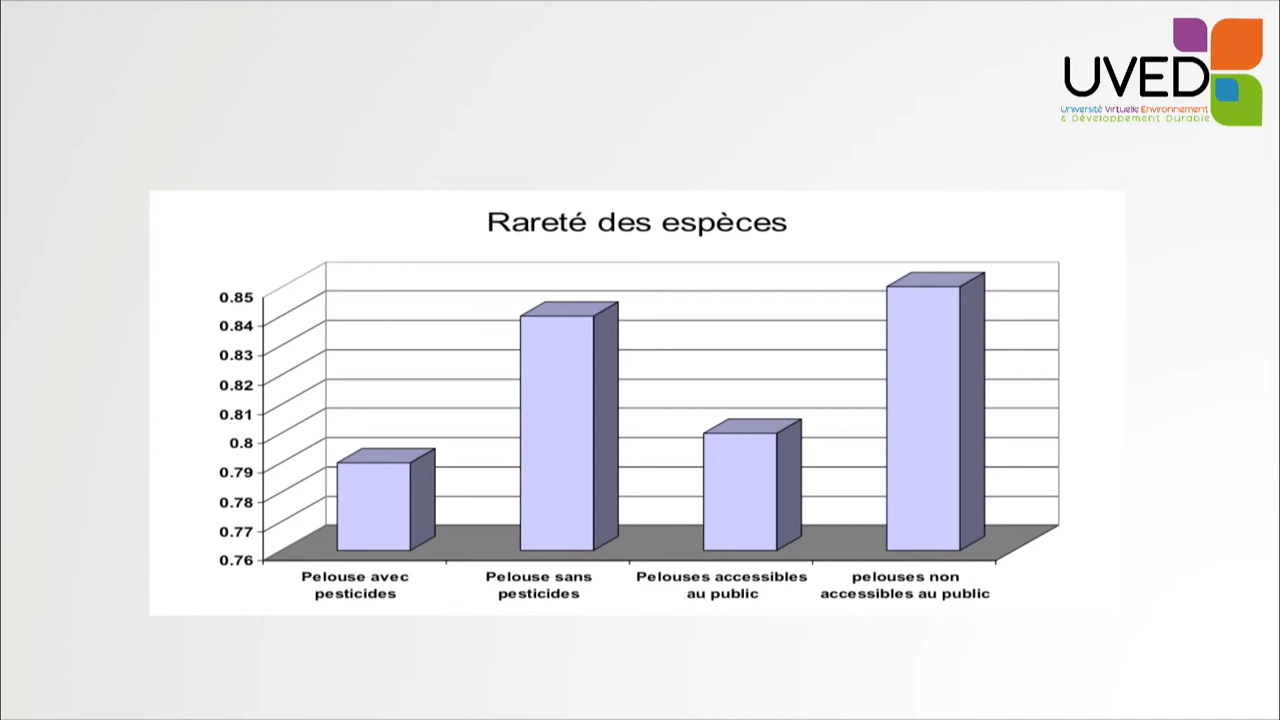 UVED
Université Virtuelle Environnement
& Développement Durable
Rareté des espèces
0.85
0.84
0.83
0.82
0.81
0.8
0.79
0.78
0.77
0.76
Pelouse avec
pesticides
Pelouse sans
pesticides
Pelouses accessibles
au public
pelouses non
accessibles au public